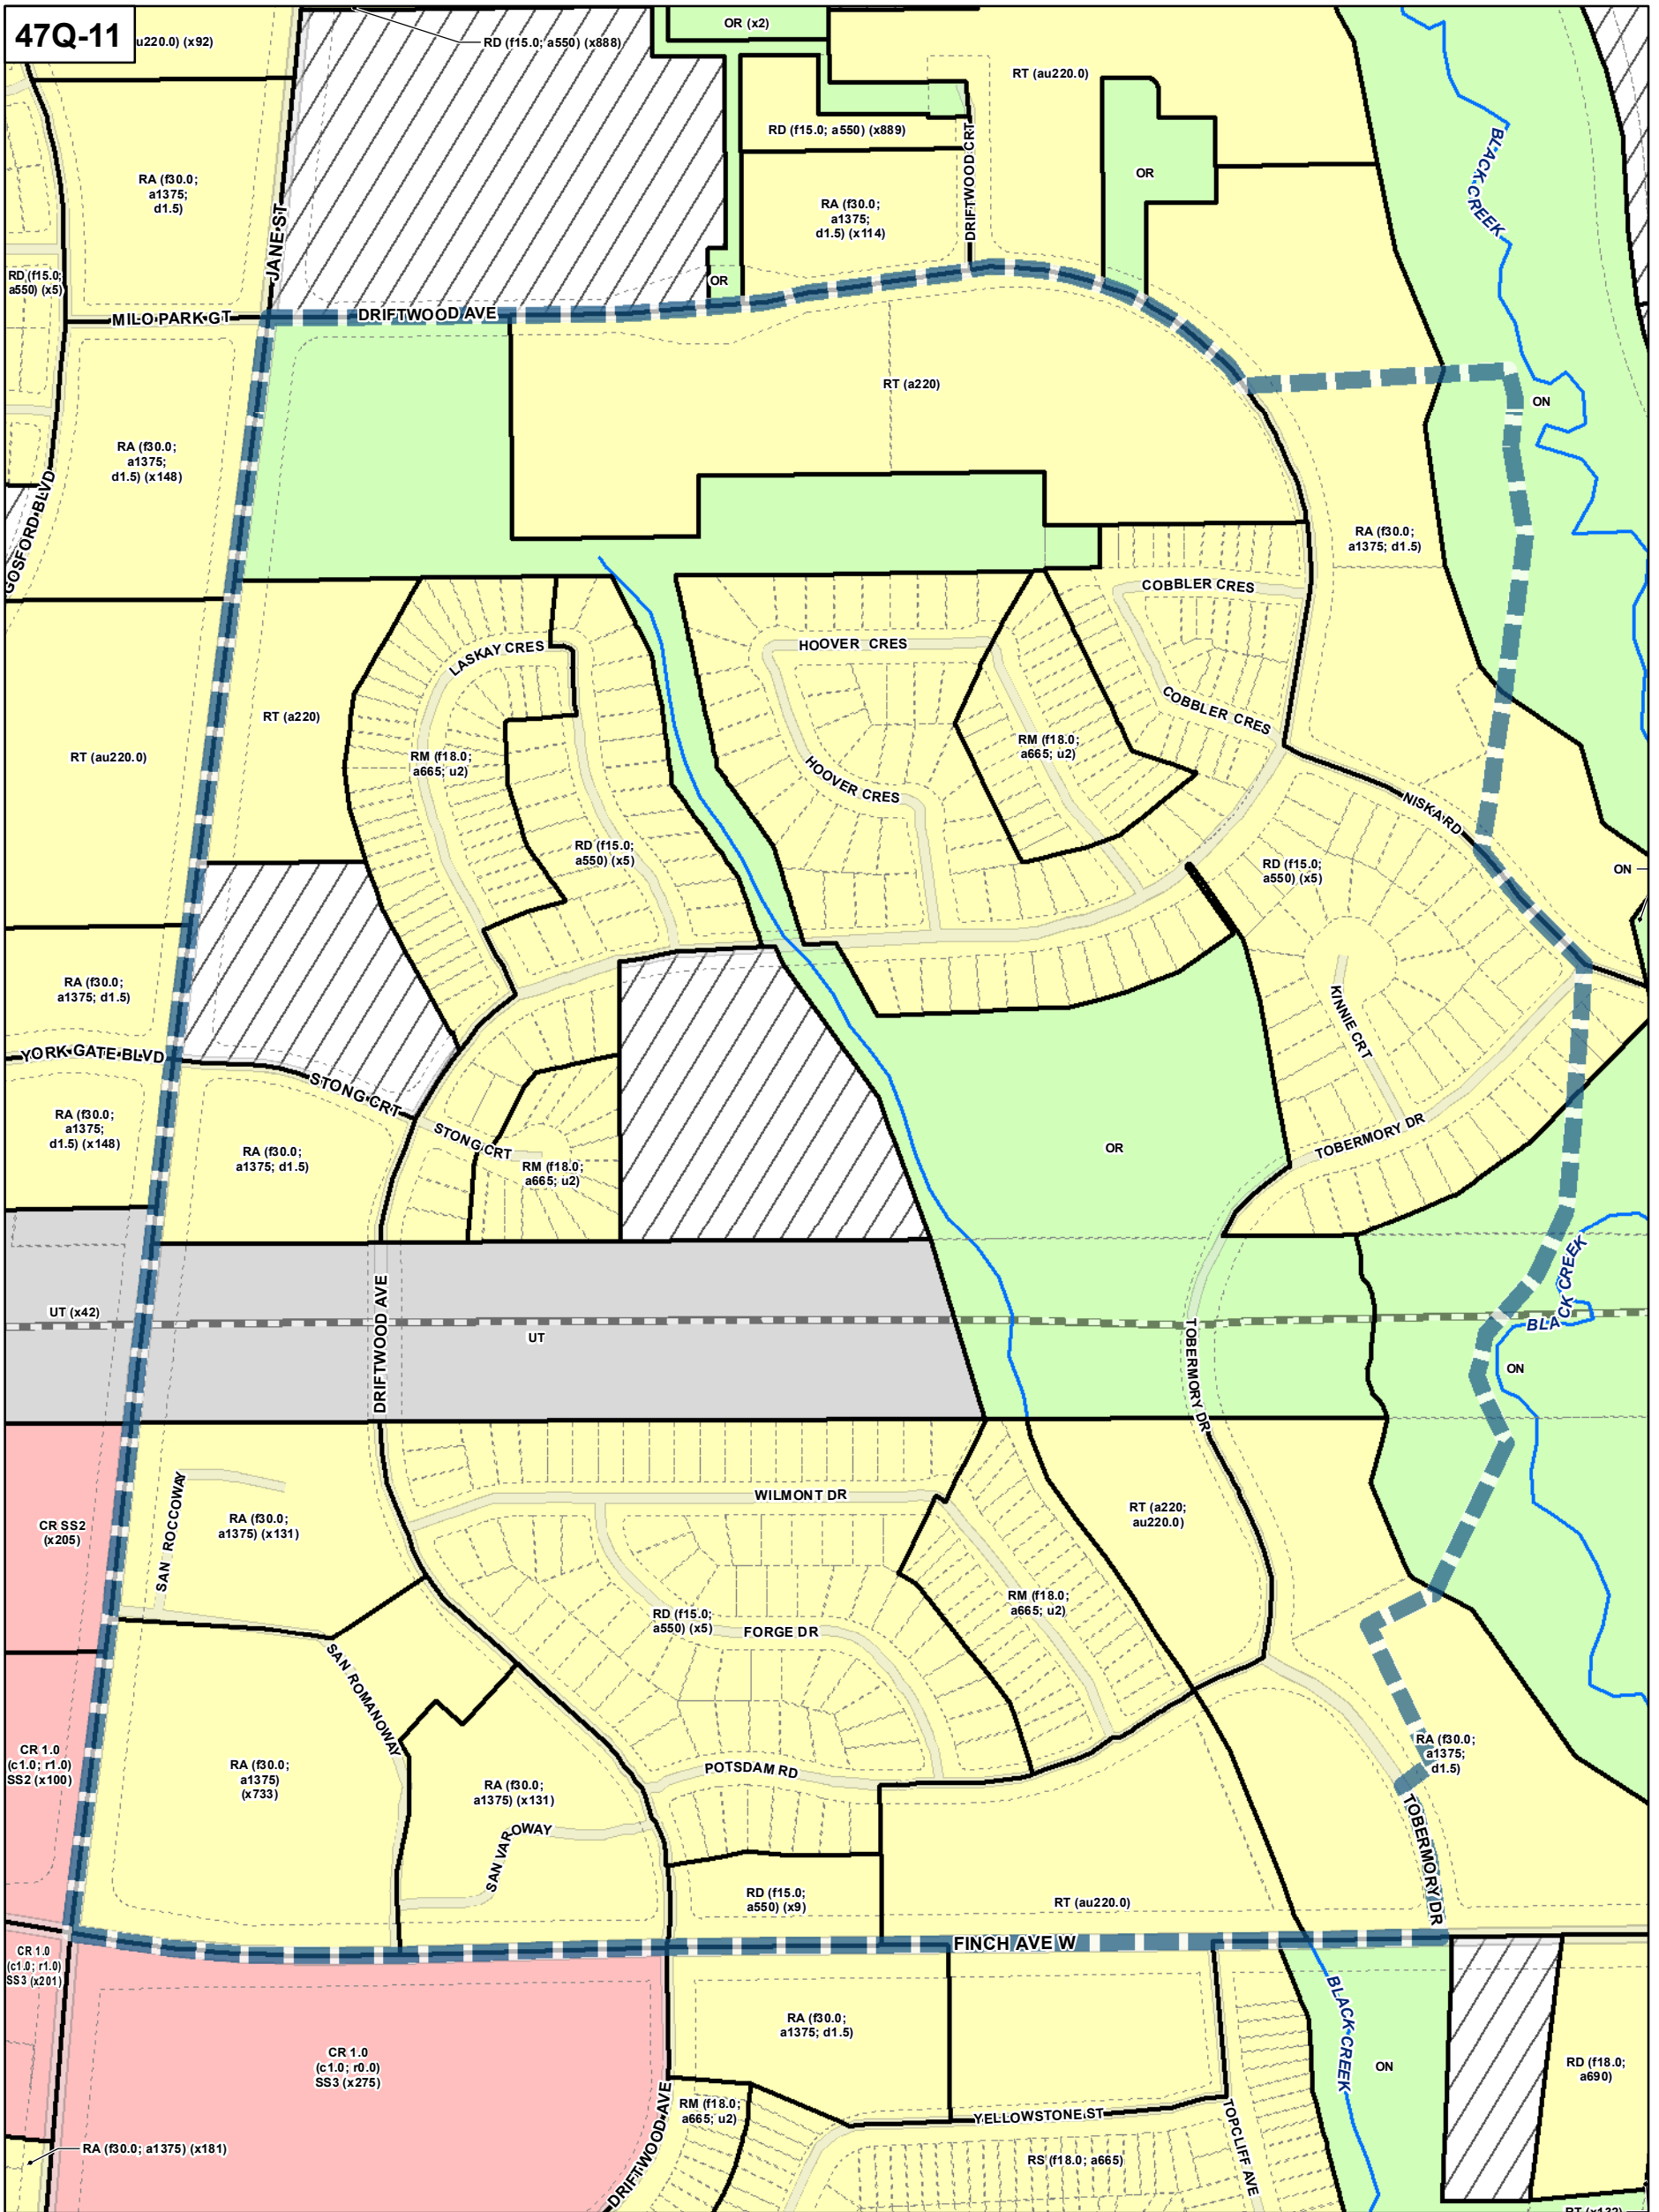 47Q-11
u220.0) (x92)
RD (f15.0; a550) (x888)
OR (x2)
RT (au220.0)
RD (f15.0; a550) (x889)
DRIFTWOOD CRT
OR
BLACK CREEK
RA (f30.0;
a1375;
d1.5)
JANE ST
RA (f30.0;
a1375;
d1.5) (x114)
RD (f15.0;
a550) (x5)
OR
MILO PARK GT
DRIFTWOOD AVE
RT (a220)
ON
RA (f30.0;
a1375;
d1.5) (x148)
GOSFORD BLVD
RA (f30.0;
a1375; d1.5)
COBBLER CRES
HOOVER CRES
LASKAY CRES
COBBLER CRES
RT (a220)
RT (au220.0)
RM (f18.0;
a665; u2)
RM (f18.0;
a665; u2)
HOOVER CRES
NISKA RD
RD (f15.0;
a550) (x5)
RD (f15.0;
a550) (x5)
ON
RA (f30.0;
a1375; d1.5)
KINNIE CRT
YORK GATE BLVD
STONG CRT
RA (f30.0;
a1375;
d1.5) (x148)
RA (f30.0;
a1375; d1.5)
STONG CRT
RM (f18.0;
a665; u2)
OR
TOBERMORY DR
BLACK CREEK
UT (x42)
UT
DRIFTWOOD AVE
TOBERMORY DR
ON
WILMONT DR
CR SS2
(x205)
SAN ROCCOWAY
RA (f30.0;
a1375) (x131)
RT (a220;
au220.0)
RD (f15.0;
a550) (x5)
FORGE DR
RM (f18.0;
a665; u2)
SAN ROMANOWAY
CR 1.0
(c1.0; r1.0)
SS2 (x100)
RA (f30.0;
a1375)
(x733)
RA (f30.0;
a1375) (x131)
POTSDAM RD
RA (f30.0;
a1375;
d1.5)
SAN VAROWAY
TOBERMORY DR
RD (f15.0;
a550) (x9)
RT (au220.0)
FINCH AVE W
CR 1.0
(c1.0; r1.0)
SS3 (x201)
BLACK CREEK
RA (f30.0;
a1375; d1.5)
CR 1.0
(c1.0; r0.0)
SS3 (x275)
ON
RD (f18.0;
a690)
DRIFTWOOD AVE
RM (f18.0;
a665; u2)
YELLOWSTONE ST
TOPCLIFF AVE
RA (f30.0; a1375) (x181)
RS (f18.0; a665)